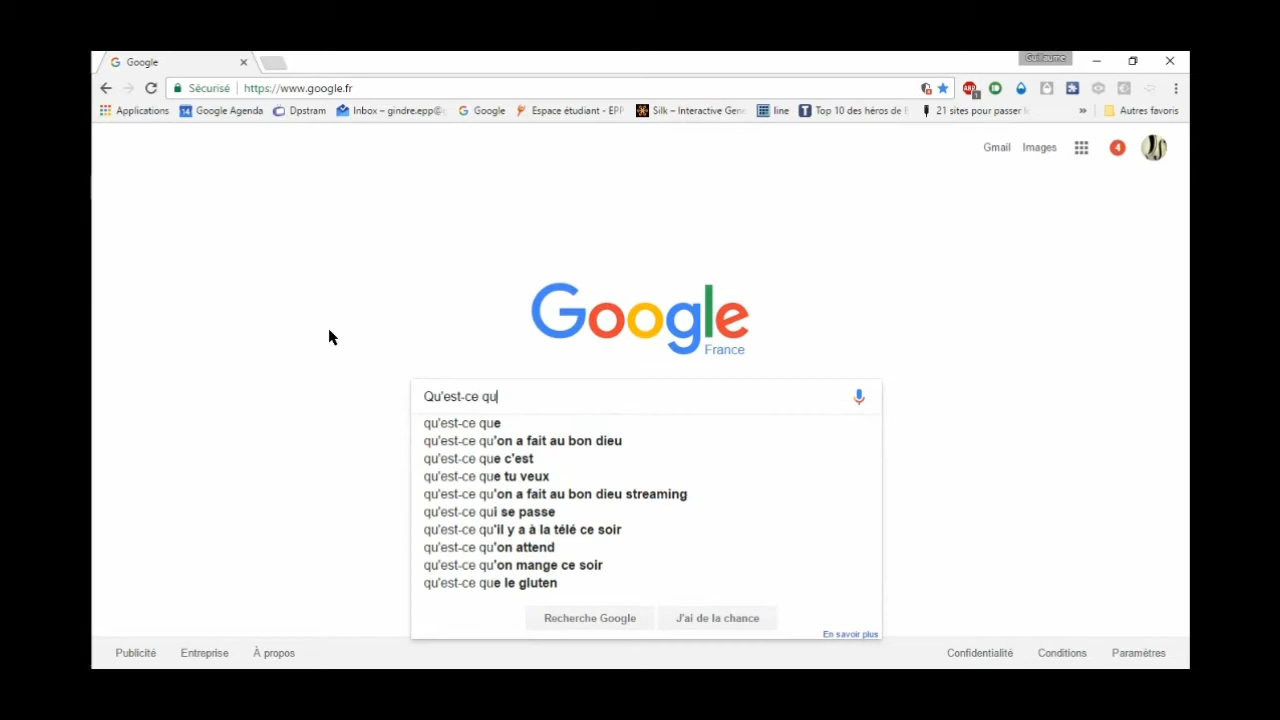 Google
Guillaume
Sécurisé
https://www.google.fr
Applications
Google Agenda
Dpstram
Inbox – gindre.epp@
Google
Espace étudiant - EPP
Silk – Interactive Gene
line
Top 10 des héros de
21 sites pour passer
»
Autres favoris
Gmail
Images
4
Google
France
Qu'est-ce qu
qu'est-ce que
qu'est-ce qu'on a fait au bon dieu
qu'est-ce que c'est
qu'est-ce que tu veux
qu'est-ce qu'on a fait au bon dieu streaming
qu'est-ce qui se passe
qu'est-ce qu'il y a à la télé ce soir
qu'est-ce qu'on attend
qu'est-ce qu'on mange ce soir
qu'est-ce que le gluten
Recherche Google
J'ai de la chance
En savoir plus
Publicité
Entreprise
À propos
Confidentialité
Conditions
Paramètres